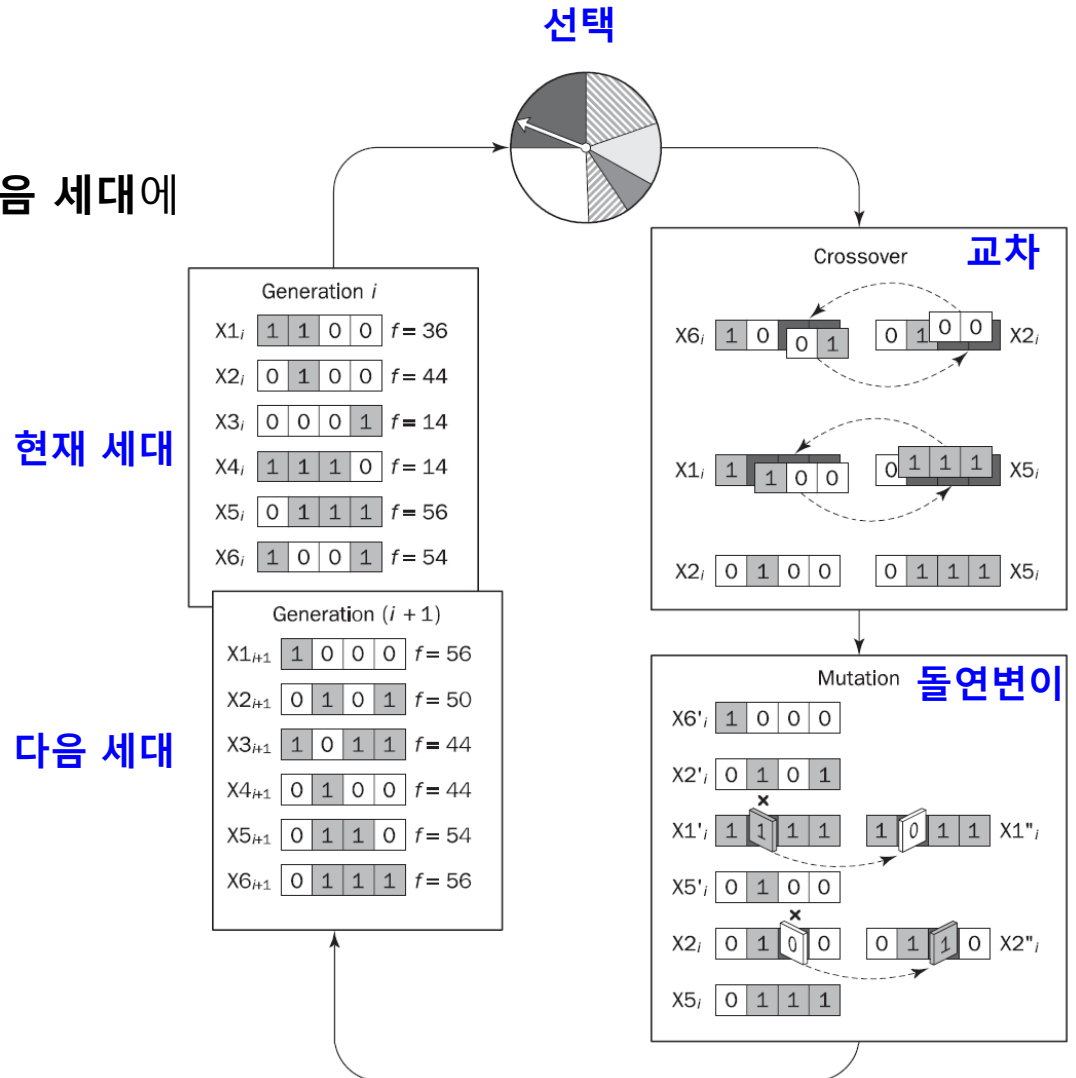 선택
음 세대에
Generation i
X1i 1 1 0 0 f = 36
X2i 0 1 0 0 f = 44
X3i 0 0 0 1 f = 14
X4i 1 1 1 0 f = 14
X5i 0 1 1 1 f = 56
X6i 1 0 0 1 f = 54
현재 세대
Generation (i + 1)
X1i+1 1 0 0 0 f = 56
X2i+1 0 1 0 1 f = 50
X3i+1 1 0 1 1 f = 44
X4i+1 0 1 0 0 f = 44
X5i+1 0 1 1 0 f = 54
X6i+1 0 1 1 1 f = 56
다음 세대
Crossover 교차
X6i 1 0 0 1 0 1 0 0 X2i
X1i 1 1 0 0 0 1 1 1 X5i
X2i 0 1 0 0 0 1 1 1 X5i
Mutation 돌연변이
X6'i 1 0 0 0
X2'i 0 1 0 1
×
X1'i 1 1 1 1 1 0 1 1 X1"i
X5'i 0 1 0 0
×
X2i 0 1 0 0 0 1 1 0 X2"i
X5i 0 1 1 1